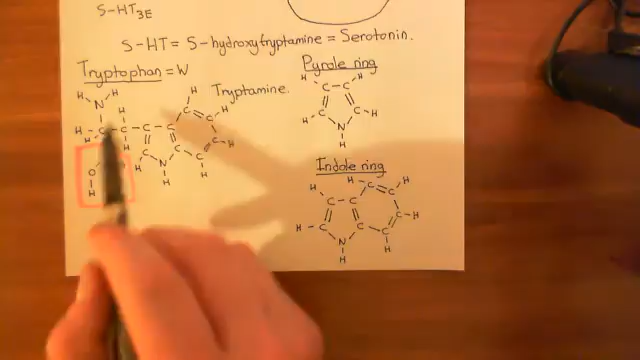 5-HT3E
5-HT = 5-hydroxytryptamine = Serotonin.
Tryptophan = W
Tryptamine.
Pyrole ring
Indole ring